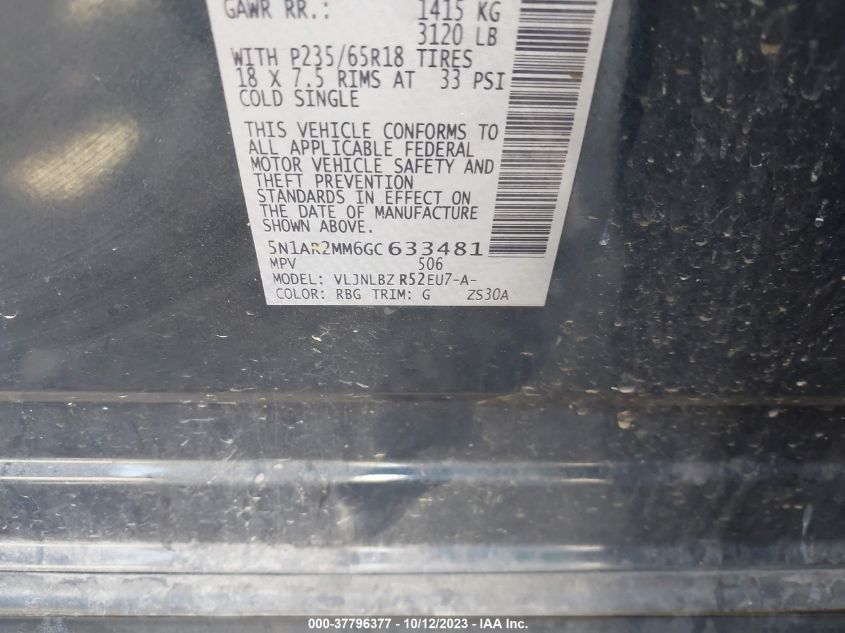 GAWR RR.: 1415 KG
3120 LB
WITH P235/65R18 TIRES
18 X 7.5 RIMS AT 33 PSI
COLD SINGLE
THIS VEHICLE CONFORMS TO
ALL APPLICABLE FEDERAL
MOTOR VEHICLE SAFETY AND
THEFT PREVENTION
STANDARDS IN EFFECT ON
THE DATE OF MANUFACTURE
SHOWN ABOVE.
5N1AR2MM6GC633481
MPV 506
MODEL: VLJNLBZ R52EU7-A-
COLOR: RBG TRIM: G ZS30A
000-37796377 - 10/12/2023 - IAA Inc.